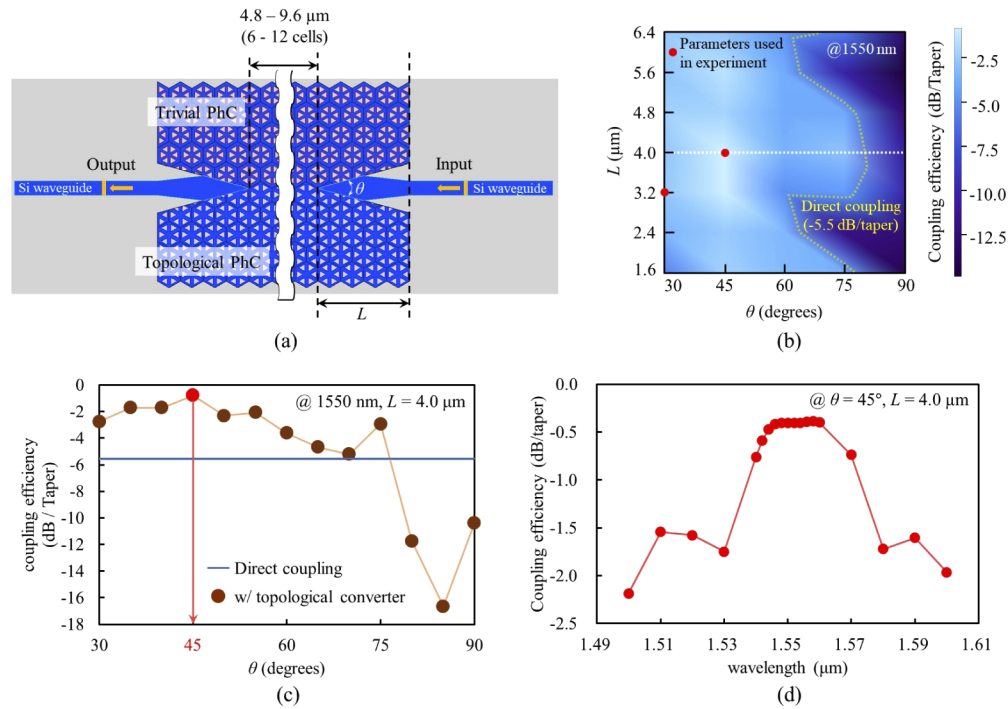 4.8 – 9.6 µm
(6 - 12 cells)
Trivial PhC
Output
Input
Si waveguide
θ
Si waveguide
Topological PhC
L
(a)
Parameters used
in experiment
@1550 nm
Direct coupling
(-5.5 dB/taper)
6.4
5.6
4.8
4.0
3.2
2.4
1.6
L (µm)
30
45
60
75
90
θ (degrees)
-2.5
-5.0
-7.5
-10.0
-12.5
Coupling efficiency (dB/Taper)
(b)
0
-2
-4
-6
-8
-10
-12
-14
-16
-18
coupling efficiency
(dB / Taper)
@ 1550 nm, L = 4.0 µm
Direct coupling
w/ topological converter
30
45
60
75
90
θ (degrees)
(c)
0.0
-0.5
-1.0
-1.5
-2.0
-2.5
Coupling efficiency (dB/taper)
@ θ = 45°, L = 4.0 µm
1.49
1.51
1.53
1.55
1.57
1.59
1.61
wavelength (µm)
(d)